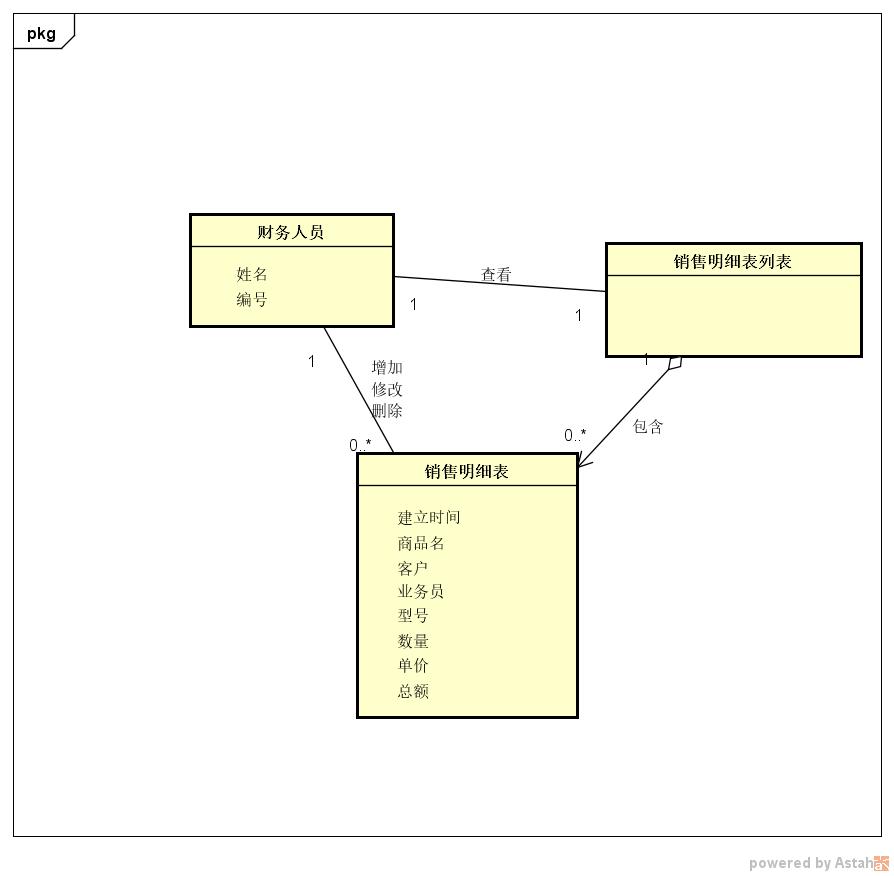 pkg
财务人员
姓名
编号
查看
1
1
销售明细表列表
1
增加
修改
删除
0..*
1
包含
0..*
销售明细表
建立时间
商品名
客户
业务员
型号
数量
单价
总额
powered by Astah